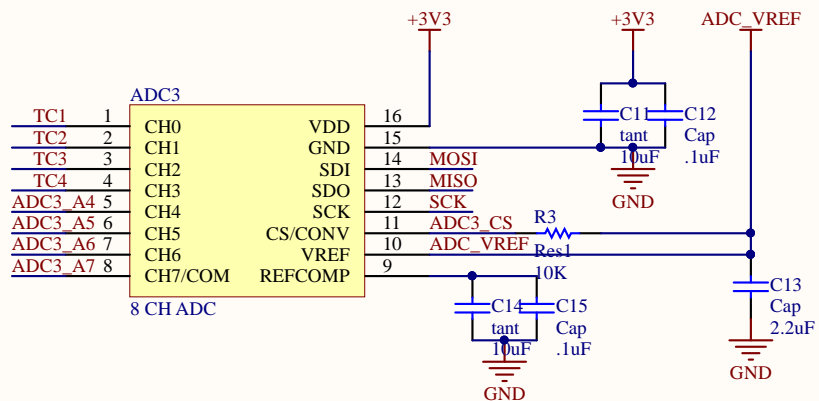 +3V3
+3V3
ADC_VREF
ADC3
TC1 1 CH0 VDD 16
TC2 2 CH1 GND 15
TC3 3 CH2 SDI 14 MOSI
TC4 4 CH3 SDO 13 MISO
ADC3_A4 5 CH4 SCK 12 SCK
ADC3_A5 6 CH5 CS/CONV 11 ADC3_CS
ADC3_A6 7 CH6 VREF 10 ADC_VREF
ADC3_A7 8 CH7/COM REFCOMP 9
8 CH ADC
C11
tant
10uF
C12
Cap
.1uF
GND
R3
Res1
10K
C13
Cap
2.2uF
GND
C14
tant
10uF
C15
Cap
.1uF
GND